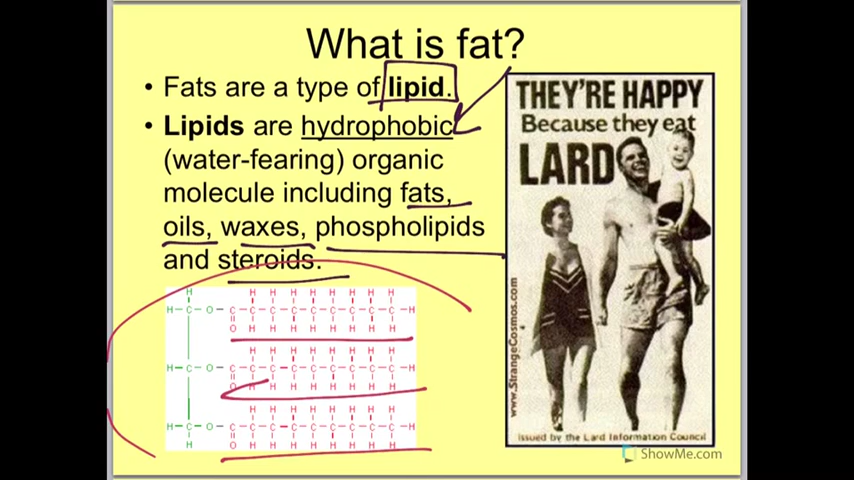 What is fat?
• Fats are a type of lipid.
• Lipids are hydrophobic
(water-fearing) organic
molecule including fats,
oils, waxes, phospholipids
and steroids.
H H H H H H H H
H-C-O-C-C-C-C-C-C-C-C-H
O H H H H H H H
H H H H H H H
H-C-O-C-C-C-C-C-C-C-C-H
O H H H H H H H
H H H H H H H
H-C-O-C-C-C-C-C-C-C-C-H
H O H H H H H H H
THEY'RE HAPPY
Because they eat
LARD
www.StrangeCosmos.com
Issued by the Lard Information Council
ShowMe.com